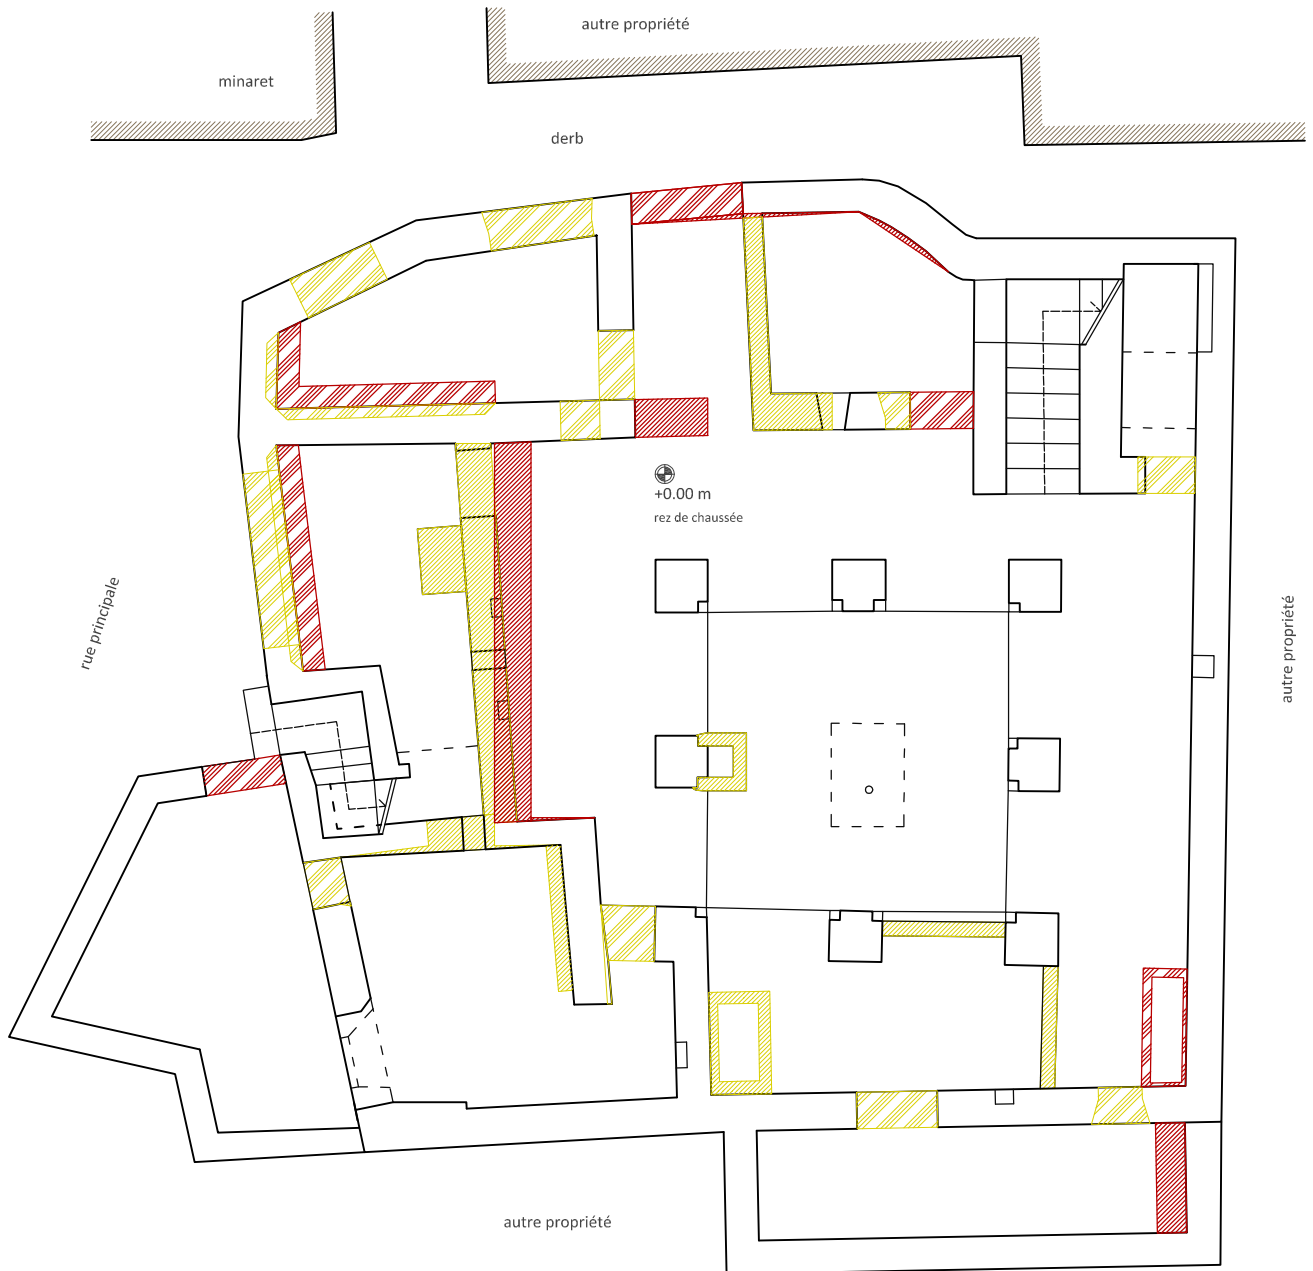 autre propriété
minaret
derb
+0.00 m
rez de chaussée
rue principale
autre propriété
autre propriété